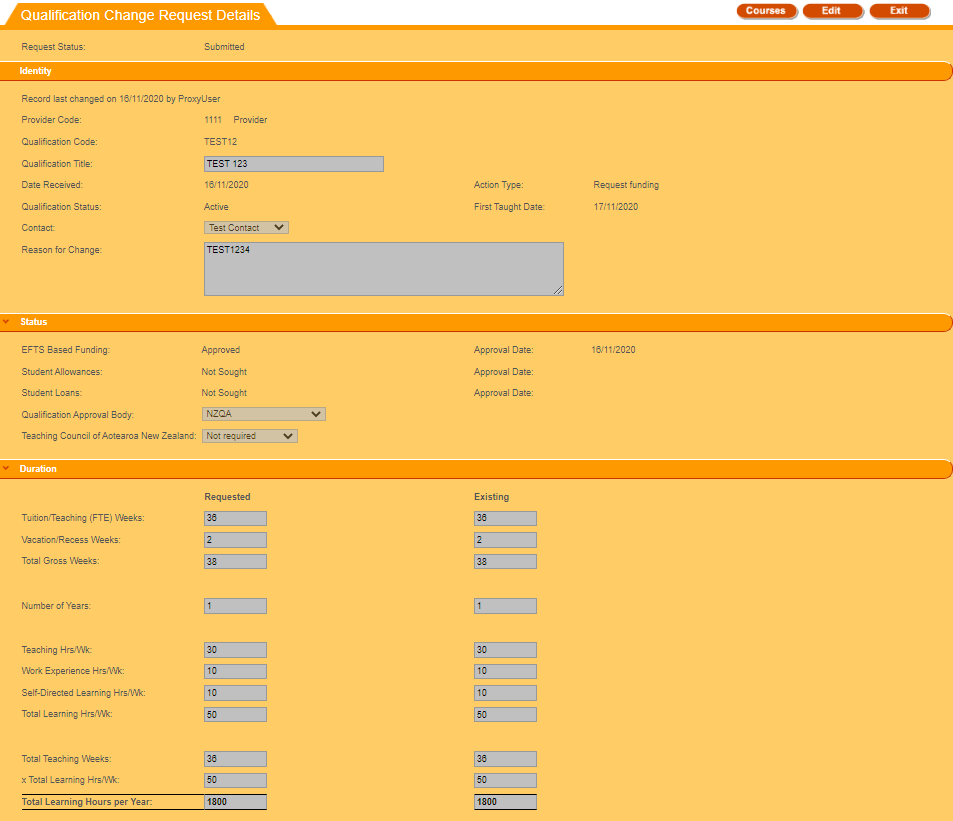 Qualification Change Request Details
Courses Edit Exit
Request Status: Submitted
Identity
Record last changed on 16/11/2020 by ProxyUser
Provider Code: 1111 Provider
Qualification Code: TEST12
Qualification Title: TEST 123
Date Received: 16/11/2020 Action Type: Request funding
Qualification Status: Active First Taught Date: 17/11/2020
Contact: Test Contact
Reason for Change: TEST1234
Status
EFTS Based Funding: Approved Approval Date: 16/11/2020
Student Allowances: Not Sought Approval Date:
Student Loans: Not Sought Approval Date:
Qualification Approval Body: NZQA
Teaching Council of Aotearoa New Zealand: Not required
Duration
Requested Existing
Tuition/Teaching (FTE) Weeks: 36 36
Vacation/Recess Weeks: 2 2
Total Gross Weeks: 38 38
Number of Years: 1 1
Teaching Hrs/Wk: 30 30
Work Experience Hrs/Wk: 10 10
Self-Directed Learning Hrs/Wk: 10 10
Total Learning Hrs/Wk: 50 50
Total Teaching Weeks: 36 36
x Total Learning Hrs/Wk: 50 50
Total Learning Hours per Year: 1800 1800